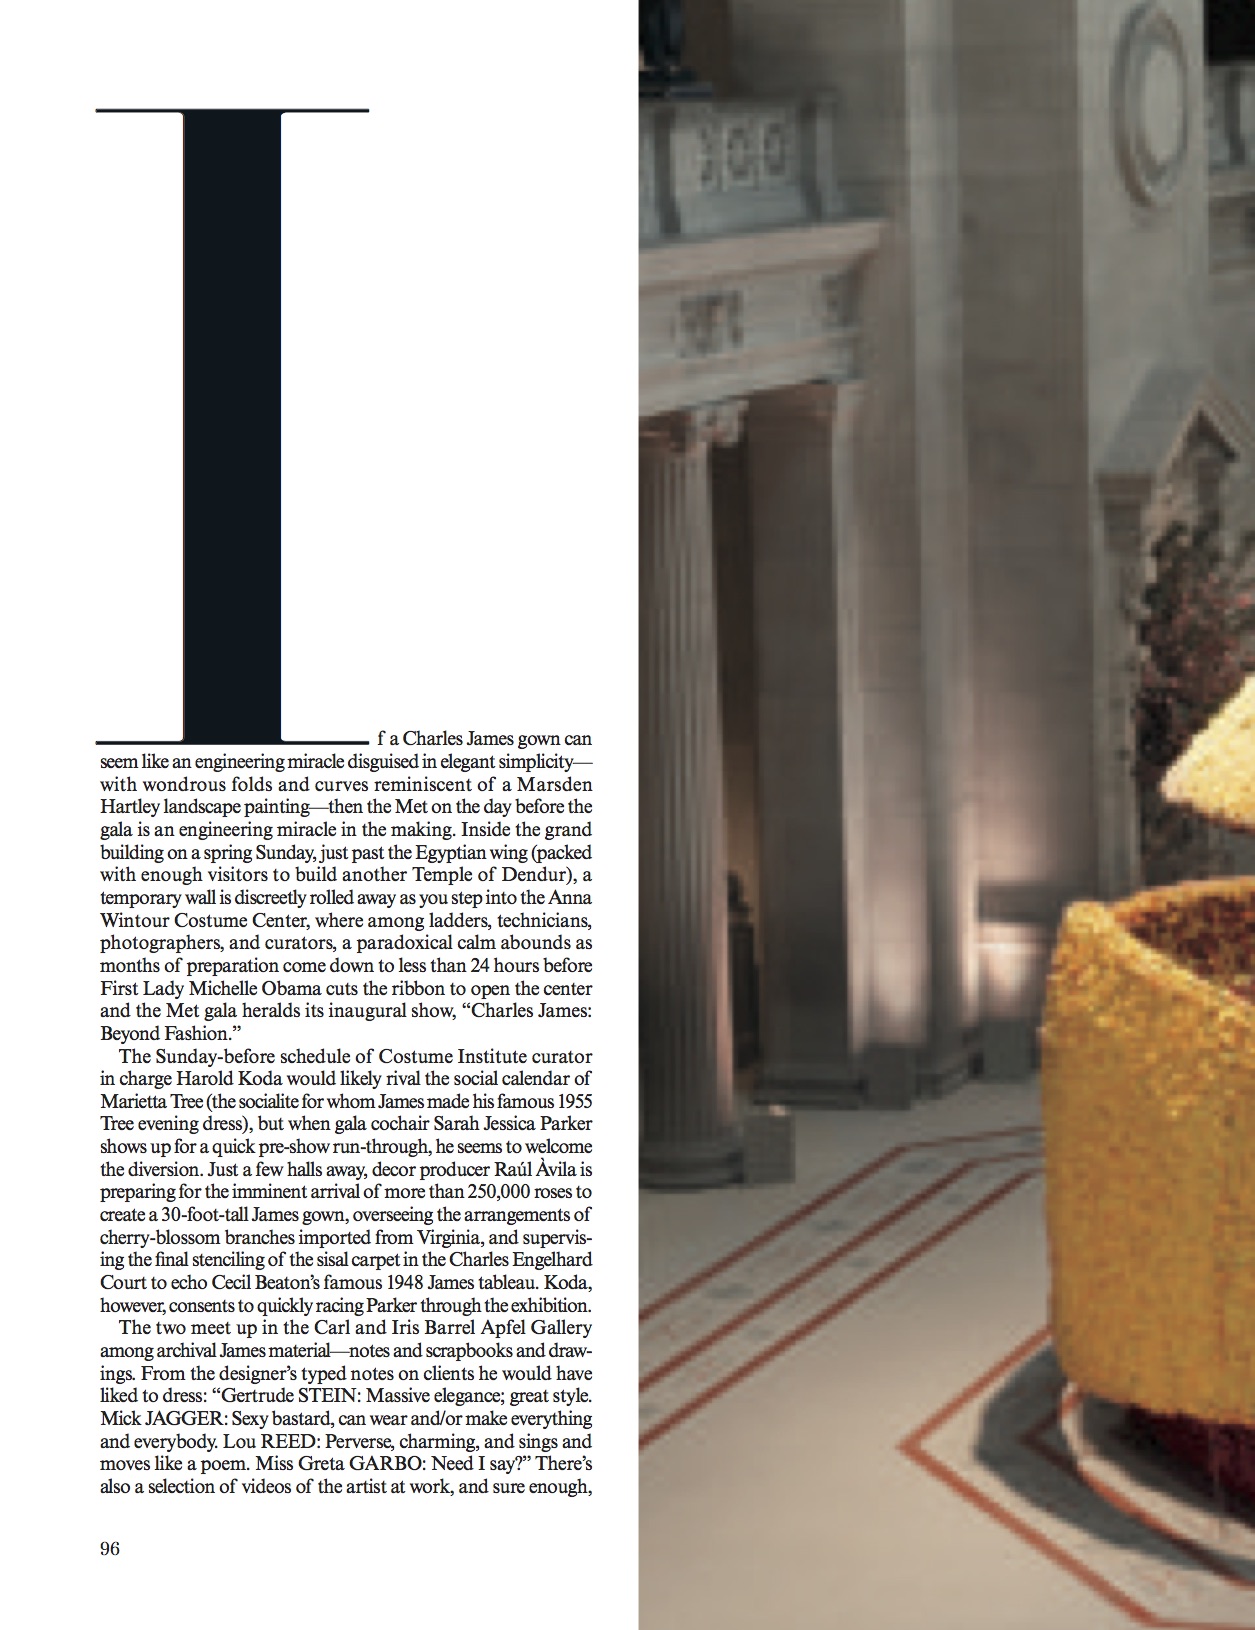 If a Charles James gown can
seem like an engineering miracle disguised in elegant simplicity—
with wondrous folds and curves reminiscent of a Marsden
Hartley landscape painting—then the Met on the day before the
gala is an engineering miracle in the making. Inside the grand
building on a spring Sunday, just past the Egyptian wing (packed
with enough visitors to build another Temple of Dendur), a
temporary wall is discreetly rolled away as you step into the Anna
Wintour Costume Center, where among ladders, technicians,
photographers, and curators, a paradoxical calm abounds as
months of preparation come down to less than 24 hours before
First Lady Michelle Obama cuts the ribbon to open the center
and the Met gala heralds its inaugural show, “Charles James:
Beyond Fashion.”
The Sunday-before schedule of Costume Institute curator
in charge Harold Koda would likely rival the social calendar of
Marietta Tree (the socialite for whom James made his famous 1955
Tree evening dress), but when gala cochair Sarah Jessica Parker
shows up for a quick pre-show run-through, he seems to welcome
the diversion. Just a few halls away, decor producer Raúl Àvila is
preparing for the imminent arrival of more than 250,000 roses to
create a 30-foot-tall James gown, overseeing the arrangements of
cherry-blossom branches imported from Virginia, and supervis-
ing the final stenciling of the sisal carpet in the Charles Engelhard
Court to echo Cecil Beaton’s famous 1948 James tableau. Koda,
however, consents to quickly racing Parker through the exhibition.
The two meet up in the Carl and Iris Barrel Apfel Gallery
among archival James material—notes and scrapbooks and draw-
ings. From the designer’s typed notes on clients he would have
liked to dress: “Gertrude STEIN: Massive elegance; great style.
Mick JAGGER: Sexy bastard, can wear and/or make everything
and everybody. Lou REED: Perverse, charming, and sings and
moves like a poem. Miss Greta GARBO: Need I say?” There’s
also a selection of videos of the artist at work, and sure enough,
96